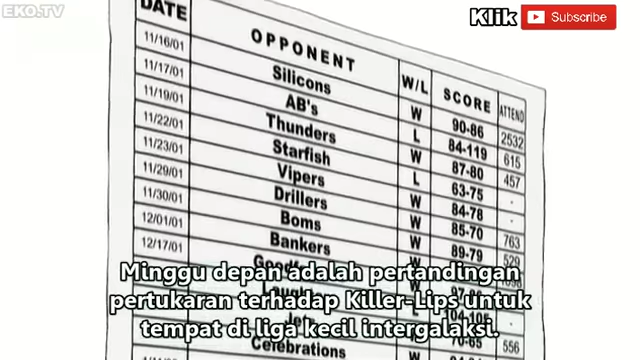 EKO.TV
Klik Subscribe
DATE OPPONENT W/L SCORE ATTEND
11/16/01 Silicons W 90-86 2532
11/17/01 AB's L 84-119 615
11/19/01 Thunders W 87-80 457
11/22/01 Starfish L 63-75 -
11/23/01 Vipers W 84-78 -
11/29/01 Drillers W 85-70 763
11/30/01 Boms W 89-79 529
12/01/01 Bankers W
12/17/01
Celebrations
556
Minggu depan adalah pertandingan
pertukaran terhadap Killer-Lips untuk
tempat di liga kecil intergalaksi.